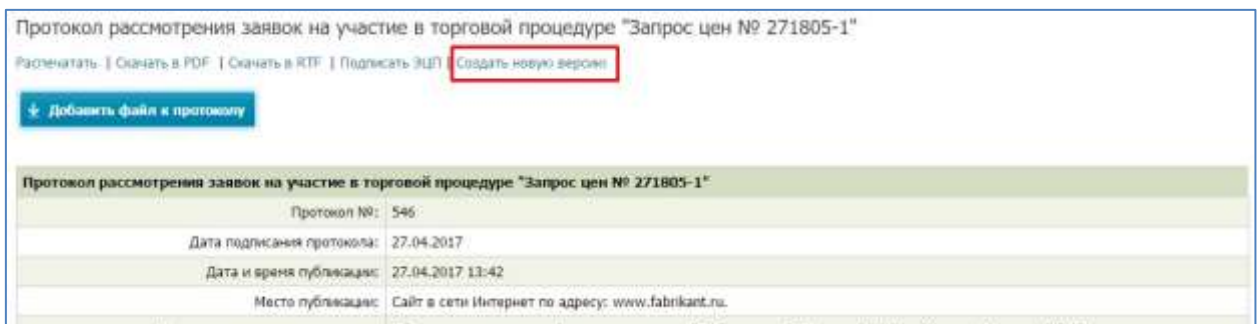 Протокол рассмотрения заявок на участие в торговой процедуре "Запрос цен № 271805-1"
Распечатать | Скачать в PDF | Скачать в RTF | Подписать ЭЦП | Создать новую версию
Добавить файл к протоколу
Протокол рассмотрения заявок на участие в торговой процедуре "Запрос цен № 271805-1"
Протокол №: 546
Дата подписания протокола: 27.04.2017
Дата и время публикации: 27.04.2017 13:42
Место публикации: Сайт в сети Интернет по адресу: www.fabrikant.ru.